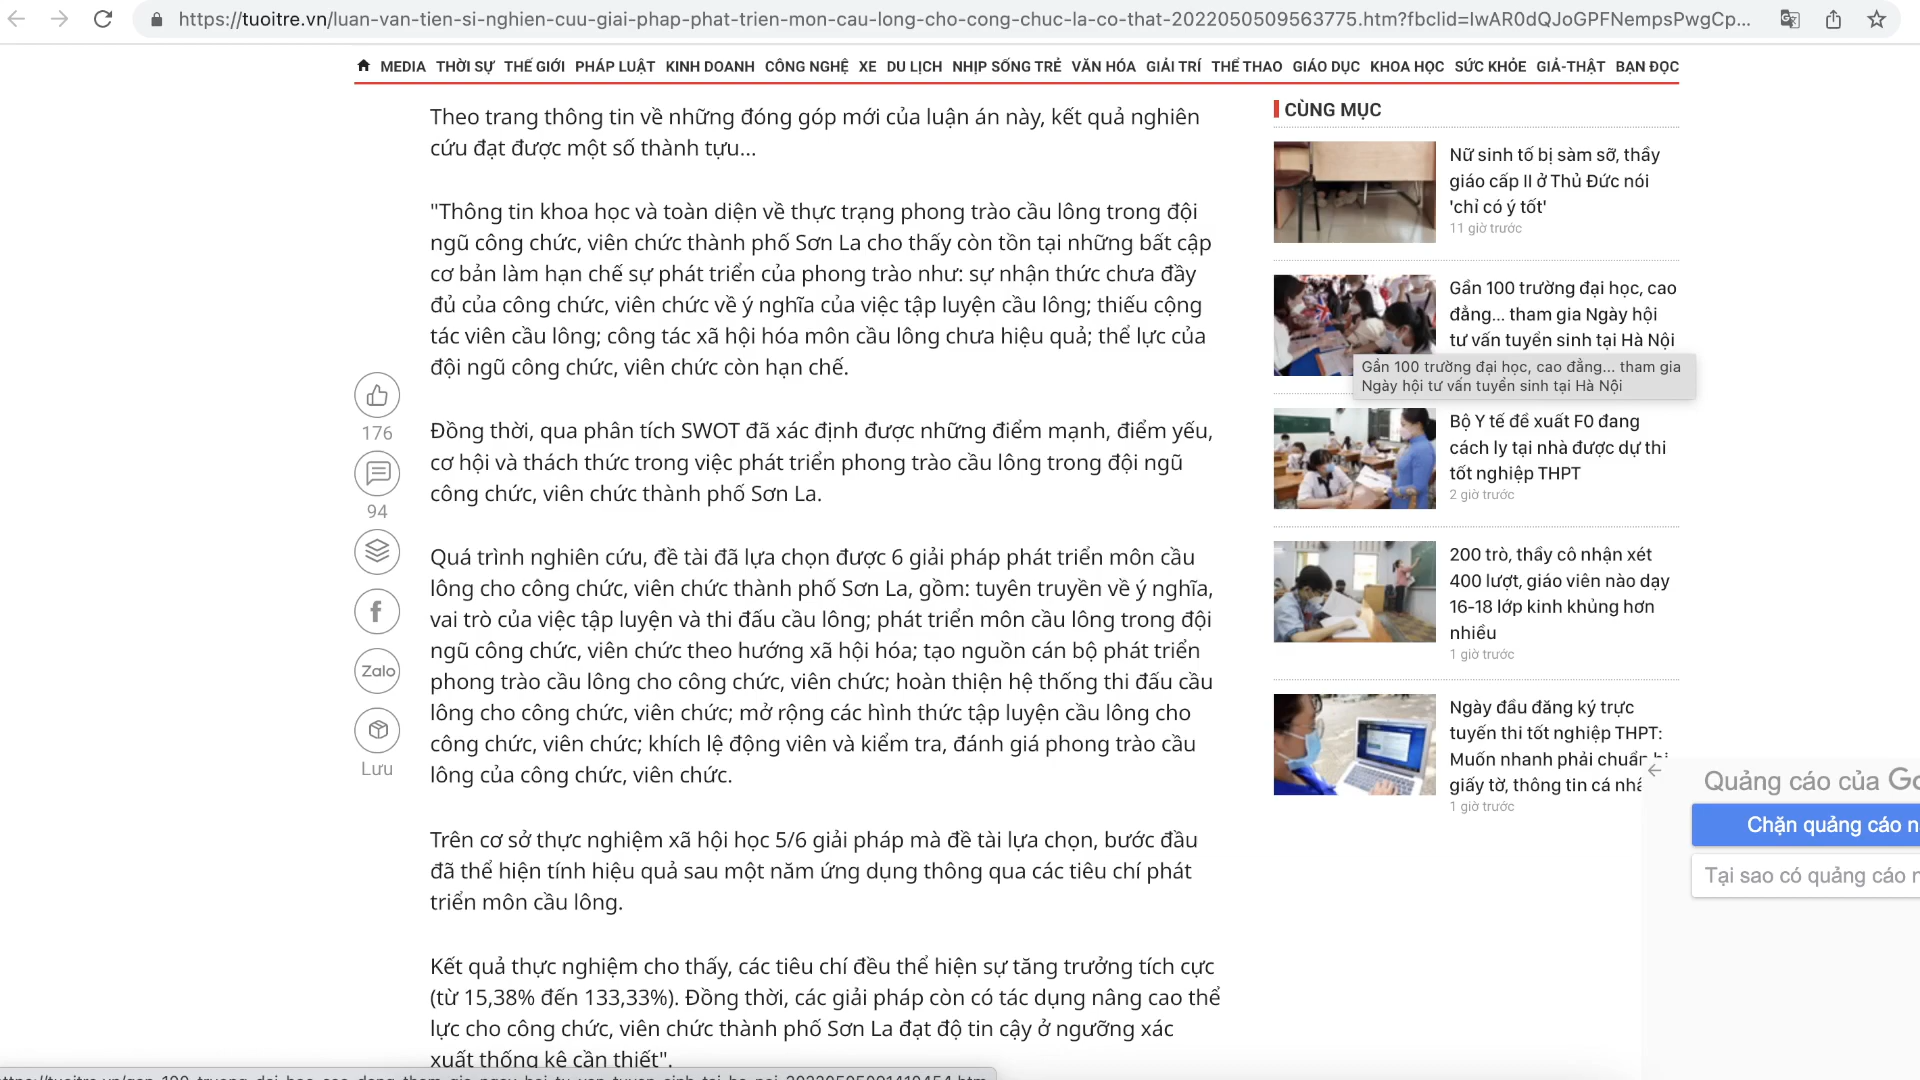 https://tuoitre.vn/luan-van-tien-si-nghien-cuu-giai-phap-phat-trien-mon-cau-long-cho-cong-chuc-la-co-that-20220505095​63775.htm?fbclid=IwAR0dQJoGPFNempsPwgCp...
MEDIA THỜI SỰ THẾ GIỚI PHÁP LUẬT KINH DOANH CÔNG NGHỆ XE DU LỊCH NHỊP SỐNG TRẺ VĂN HÓA GIẢI TRÍ THỂ THAO GIÁO DỤC KHOA HỌC SỨC KHỎE GIẢ-THẬT BẠN ĐỌC
Theo trang thông tin về những đóng góp mới của luận án này, kết quả nghiên
cứu đạt được một số thành tựu...
"Thông tin khoa học và toàn diện về thực trạng phong trào cầu lông trong đội
ngũ công chức, viên chức thành phố Sơn La cho thấy còn tồn tại những bất cập
cơ bản làm hạn chế sự phát triển của phong trào như: sự nhận thức chưa đầy
đủ của công chức, viên chức về ý nghĩa của việc tập luyện cầu lông; thiếu cộng
tác viên cầu lông; công tác xã hội hóa môn cầu lông chưa hiệu quả; thể lực của
đội ngũ công chức, viên chức còn hạn chế.
Đồng thời, qua phân tích SWOT đã xác định được những điểm mạnh, điểm yếu,
cơ hội và thách thức trong việc phát triển phong trào cầu lông trong đội ngũ
công chức, viên chức thành phố Sơn La.
Quá trình nghiên cứu, đề tài đã lựa chọn được 6 giải pháp phát triển môn cầu
lông cho công chức, viên chức thành phố Sơn La, gồm: tuyên truyền về ý nghĩa,
vai trò của việc tập luyện và thi đấu cầu lông; phát triển môn cầu lông trong đội
ngũ công chức, viên chức theo hướng xã hội hóa; tạo nguồn cán bộ phát triển
phong trào cầu lông cho công chức, viên chức; hoàn thiện hệ thống thi đấu cầu
lông cho công chức, viên chức; mở rộng các hình thức tập luyện cầu lông cho
công chức, viên chức; khích lệ động viên và kiểm tra, đánh giá phong trào cầu
lông của công chức, viên chức.
Trên cơ sở thực nghiệm xã hội học 5/6 giải pháp mà đề tài lựa chọn, bước đầu
đã thể hiện tính hiệu quả sau một năm ứng dụng thông qua các tiêu chí phát
triển môn cầu lông.
Kết quả thực nghiệm cho thấy, các tiêu chí đều thể hiện sự tăng trưởng tích cực
(từ 15,38% đến 133,33%). Đồng thời, các giải pháp còn có tác dụng nâng cao thể
lực cho công chức, viên chức thành phố Sơn La đạt độ tin cậy ở ngưỡng xác
xuất thống kê cần thiết".
176
94
Zalo
Lưu
CÙNG MỤC
Nữ sinh tố bị sàm sỡ, thầy
giáo cấp II ở Thủ Đức nói
'chỉ có ý tốt'
11 giờ trước
Gần 100 trường đại học, cao
đẳng... tham gia Ngày hội
tư vấn tuyển sinh tại Hà Nội
Gần 100 trường đại học, cao đẳng... tham gia
Ngày hội tư vấn tuyển sinh tại Hà Nội
Bộ Y tế đề xuất F0 đang
cách ly tại nhà được dự thi
tốt nghiệp THPT
2 giờ trước
200 trò, thầy cô nhận xét
400 lượt, giáo viên nào dạy
16-18 lớp kinh khủng hơn
nhiều
1 giờ trước
Ngày đầu đăng ký trực
tuyến thi tốt nghiệp THPT:
Muốn nhanh phải chuẩn bị
giấy tờ, thông tin cá nhâ
1 giờ trước
Quảng cáo của Go
Chặn quảng cáo n
Tại sao có quảng cáo n